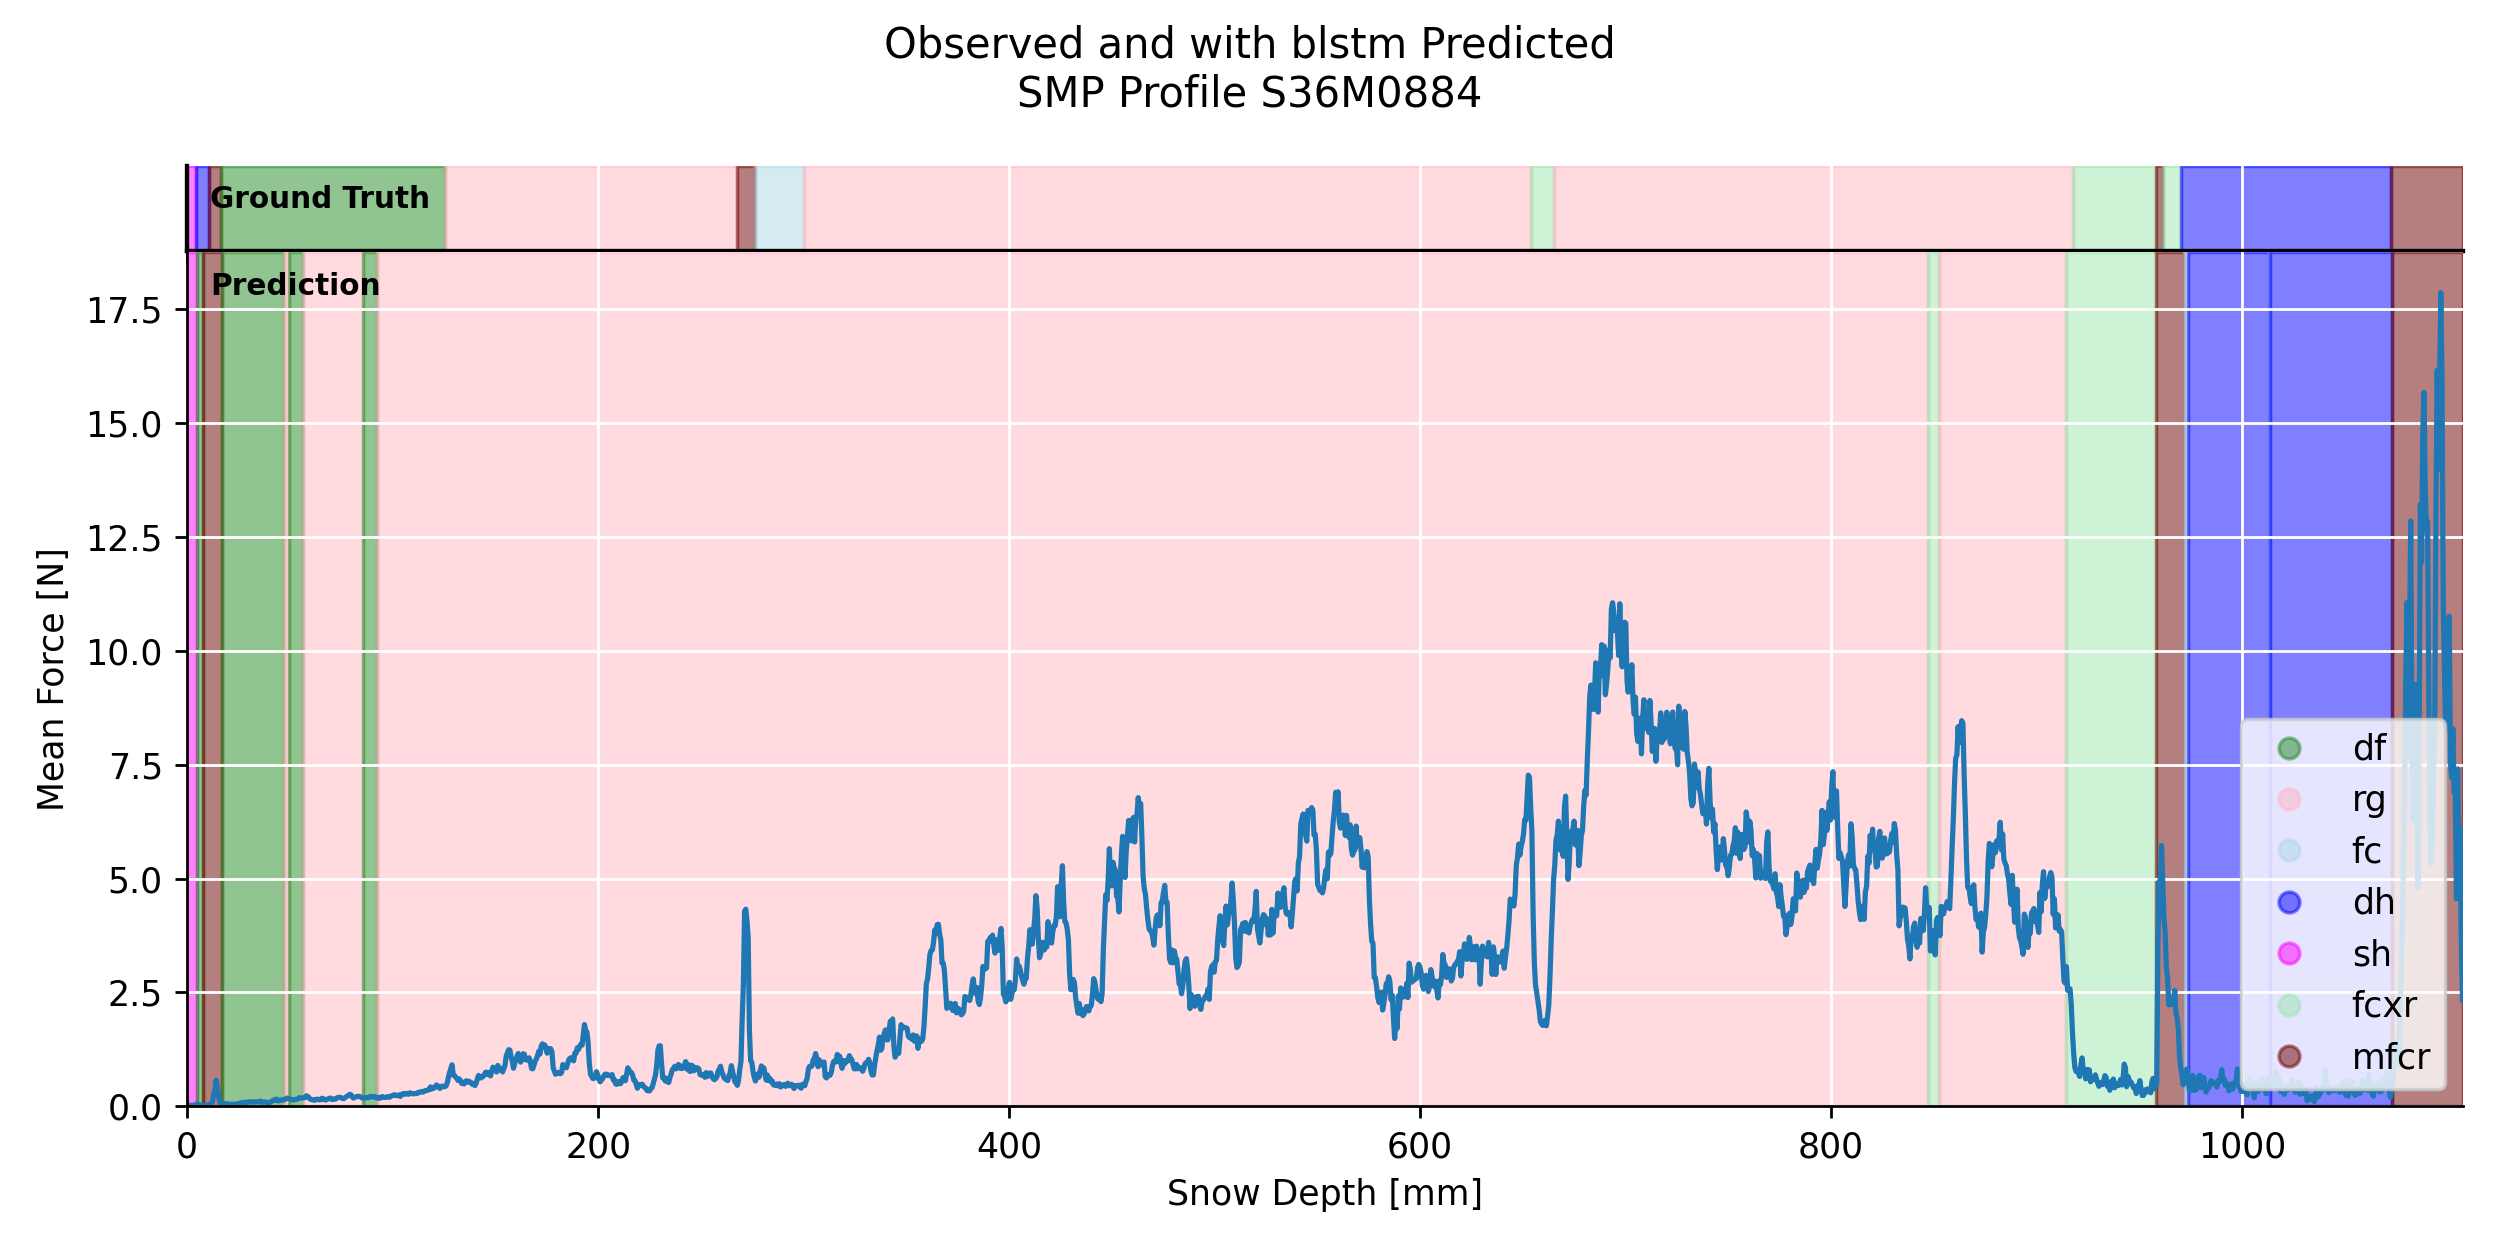 Observed and with blstm Predicted
SMP Profile S36M0884
Ground Truth
Prediction
17.5
15.0
12.5
10.0
7.5
5.0
2.5
0.0
Mean Force [N]
df
rg
fc
dh
sh
fcxr
mfcr
0 200 400 600 800 1000
Snow Depth [mm]